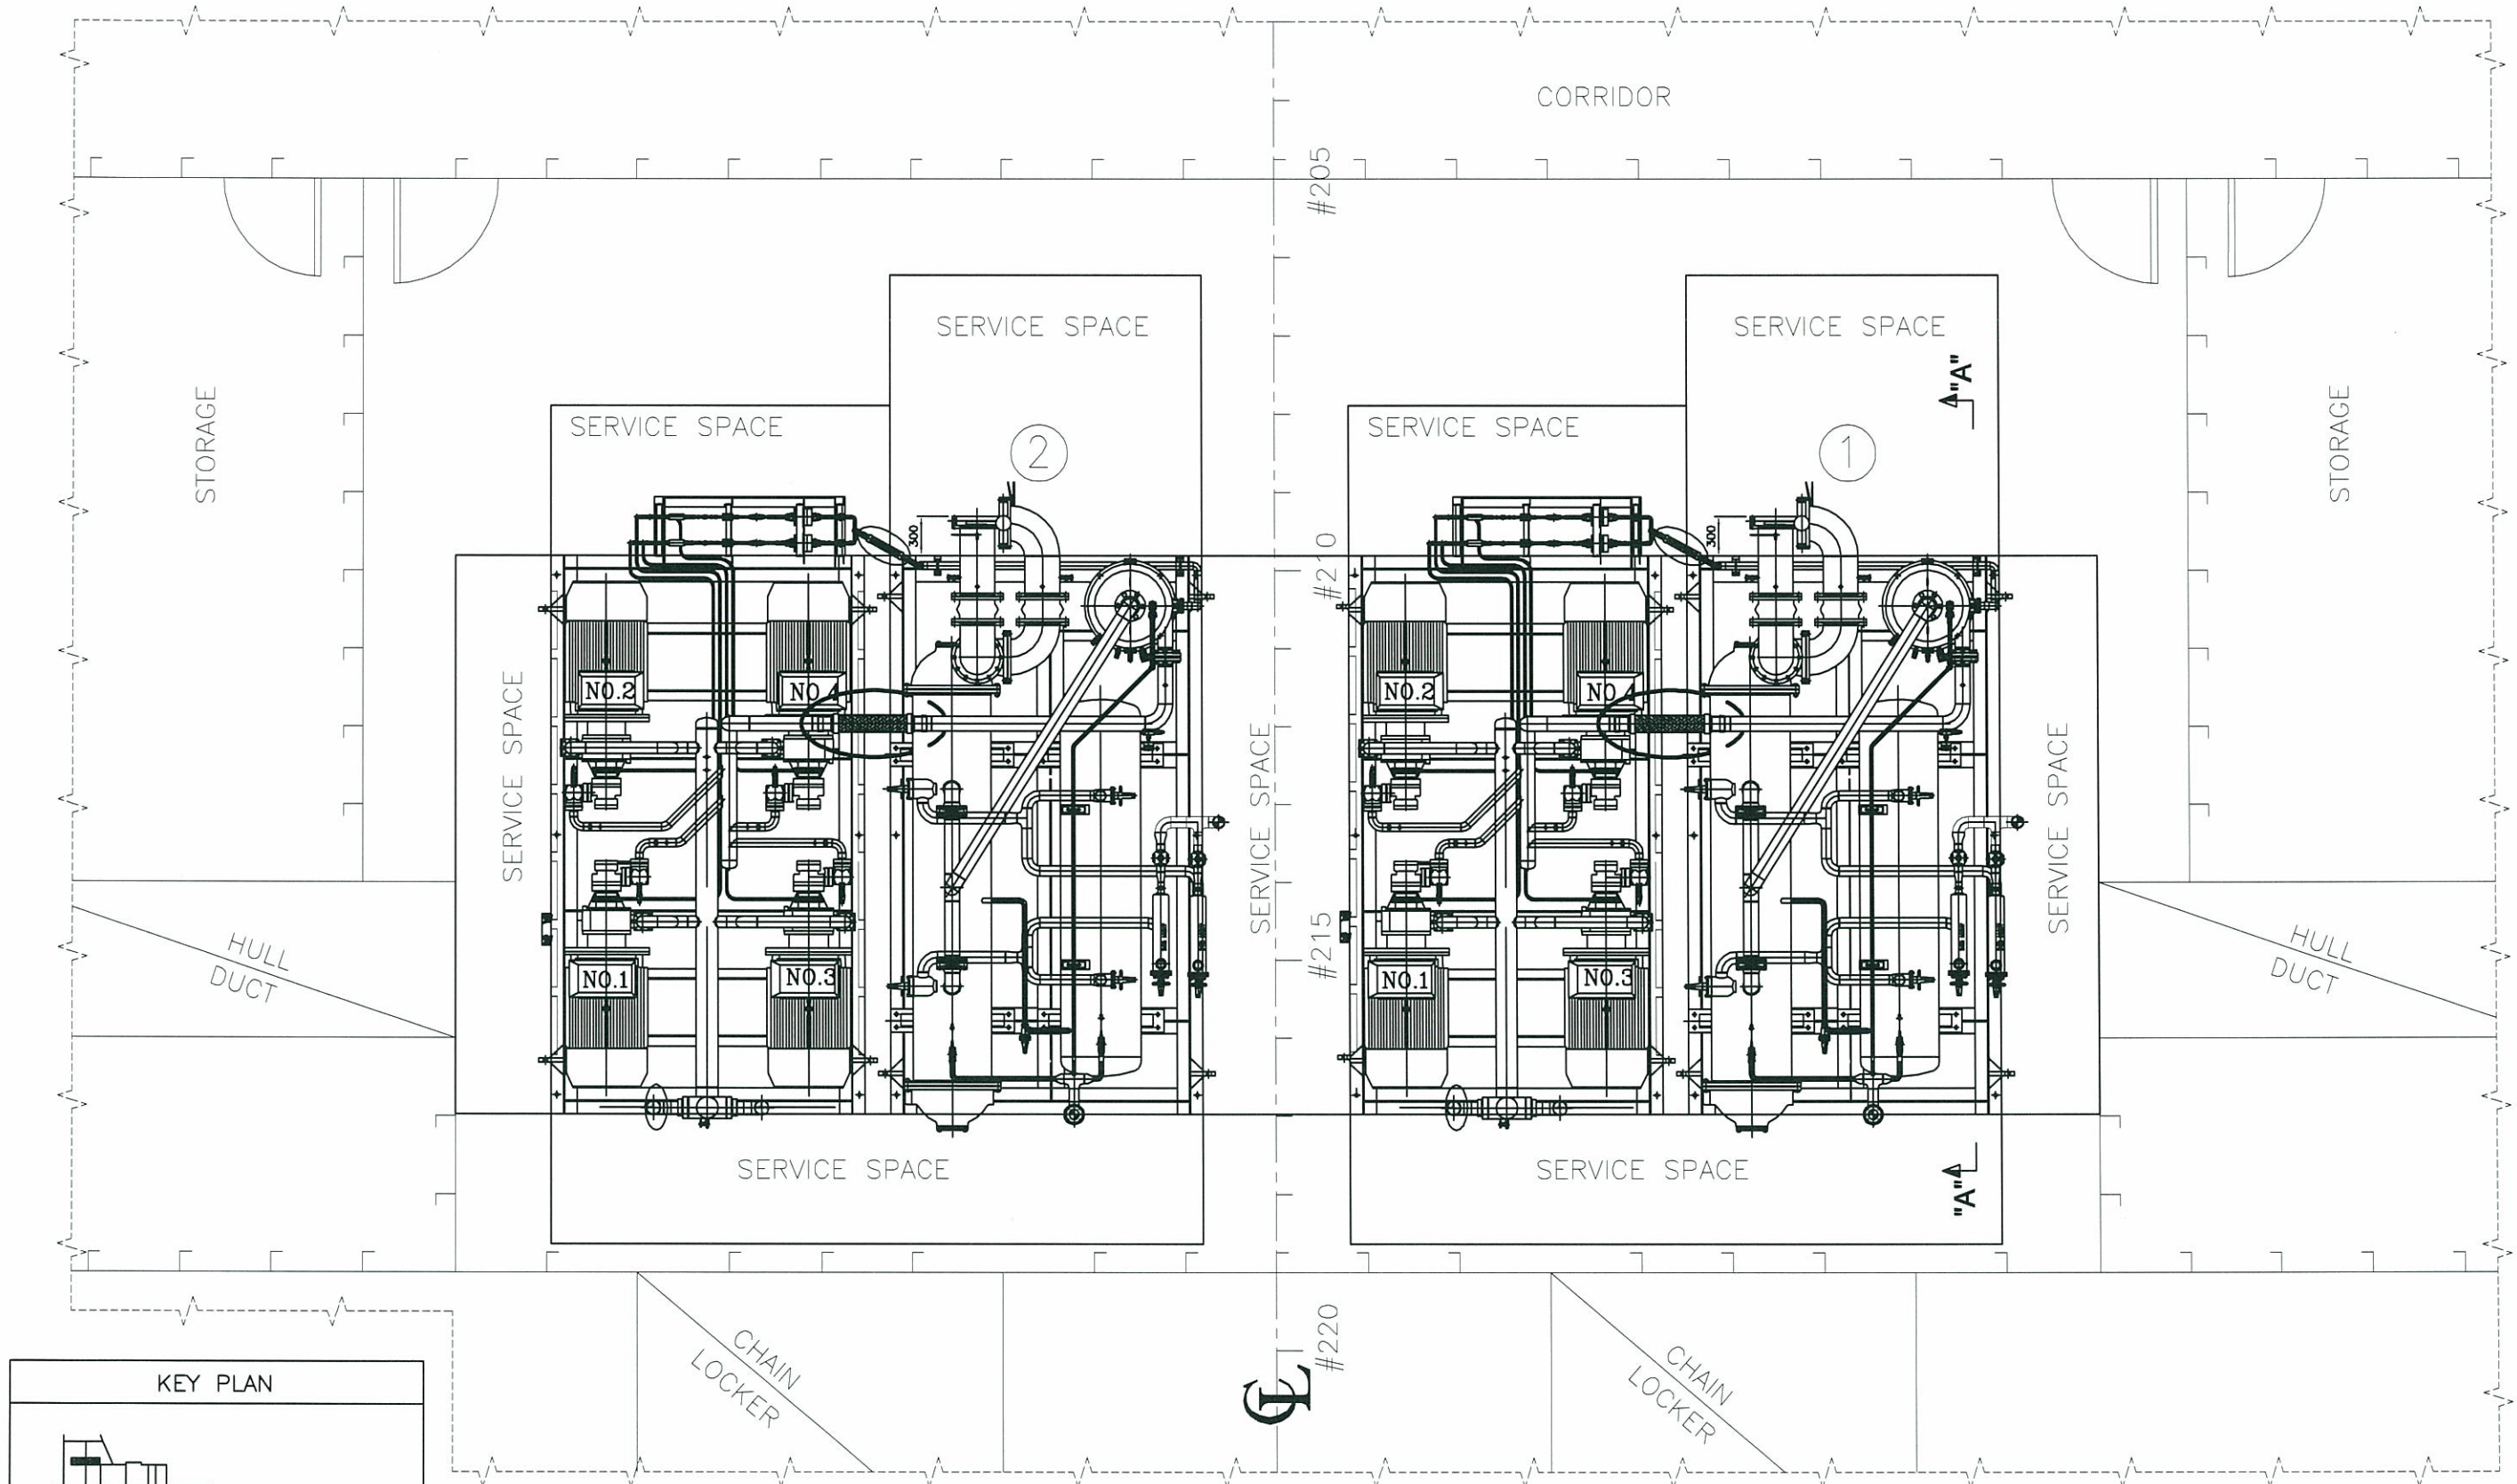 CORRIDOR
#205
SERVICE SPACE
SERVICE SPACE
"A"
STORAGE
SERVICE SPACE
SERVICE SPACE
STORAGE
2
1
300
300
#210
NO.2
NO.4
NO.2
NO.4
SERVICE SPACE
SERVICE SPACE
SERVICE SPACE
HULL
DUCT
#215
HULL
DUCT
NO.1
NO.3
NO.1
NO.3
SERVICE SPACE
SERVICE SPACE
"A"
CHAIN
LOCKER
#220
CL
CHAIN
LOCKER
KEY PLAN